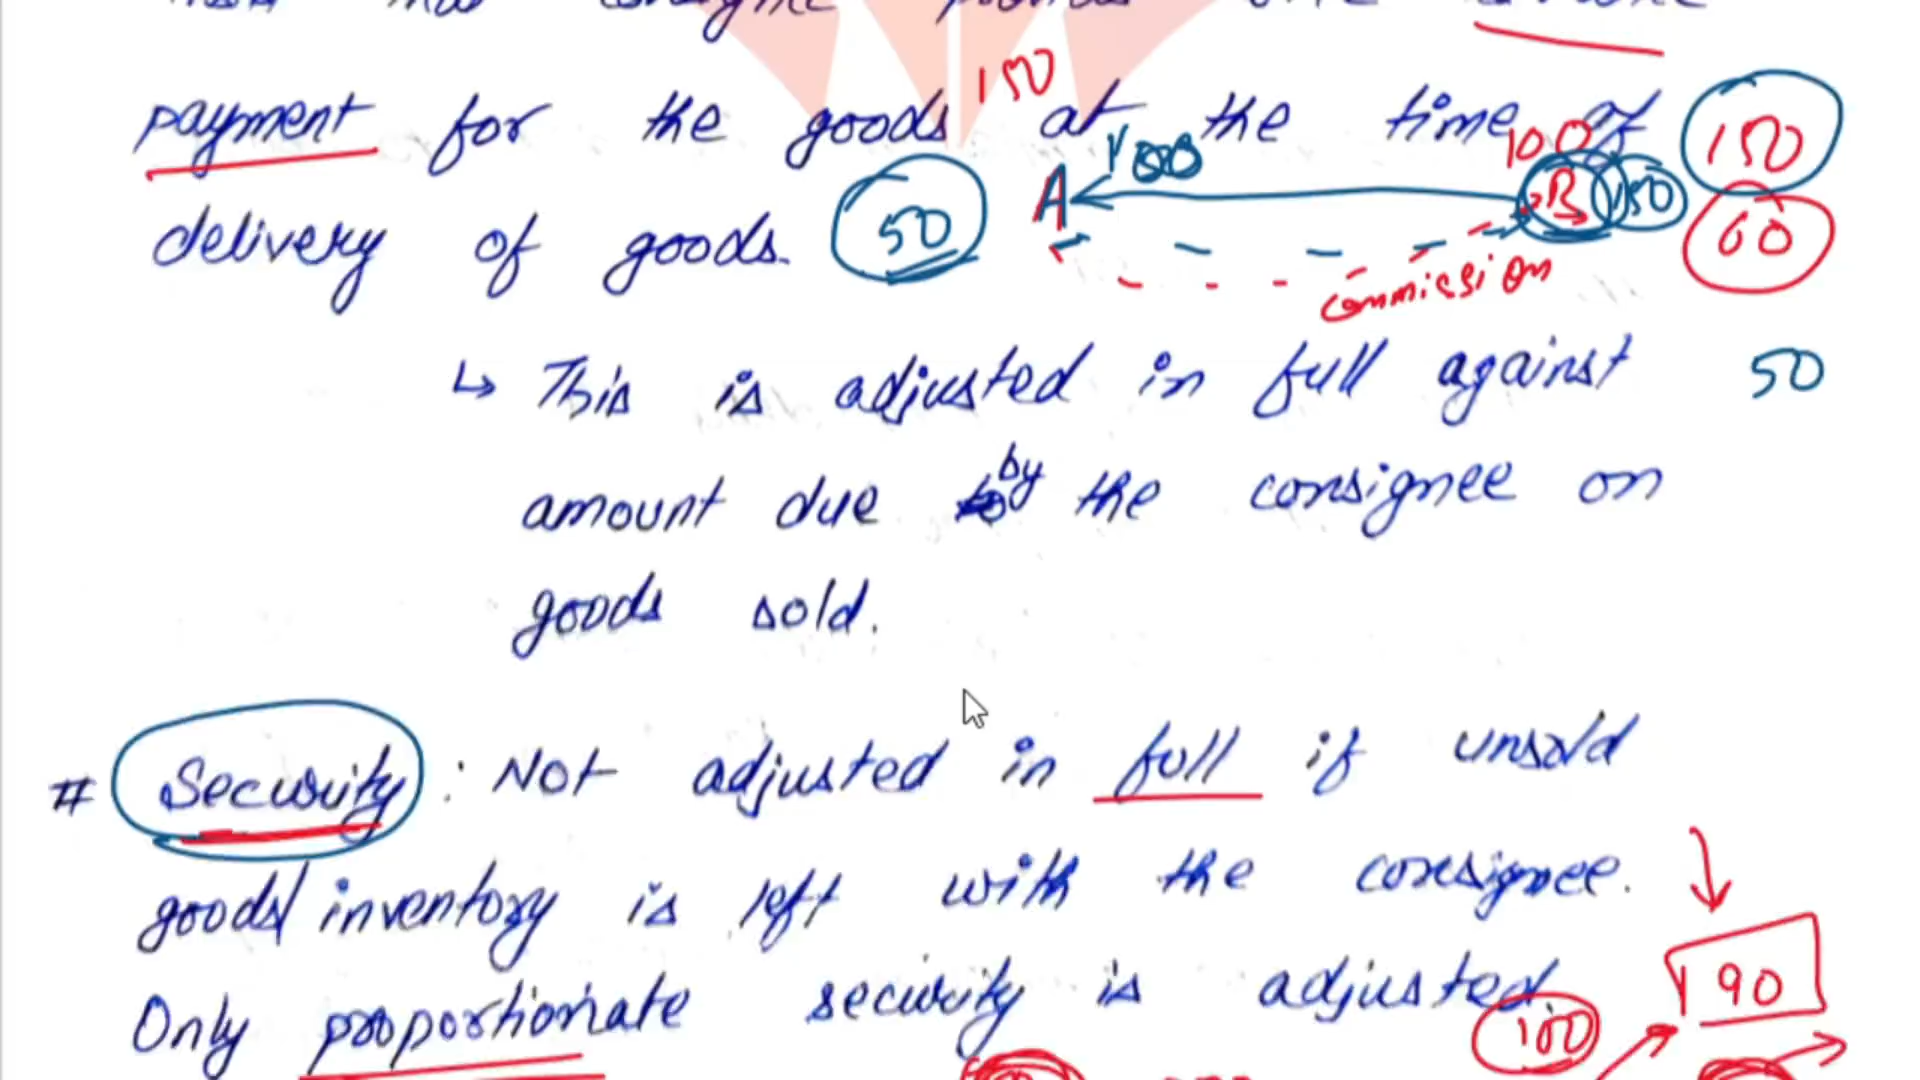 payment for the goods at the time of
150
100
150
delivery of goods. 50 A B 150 60
commission
↳ This is adjusted in full against 50
amount due by the consignee on
goods sold.
# Security : Not adjusted in full if unsold
goods/inventory is left with the consignee.
Only proportionate security is adjusted.
90
100